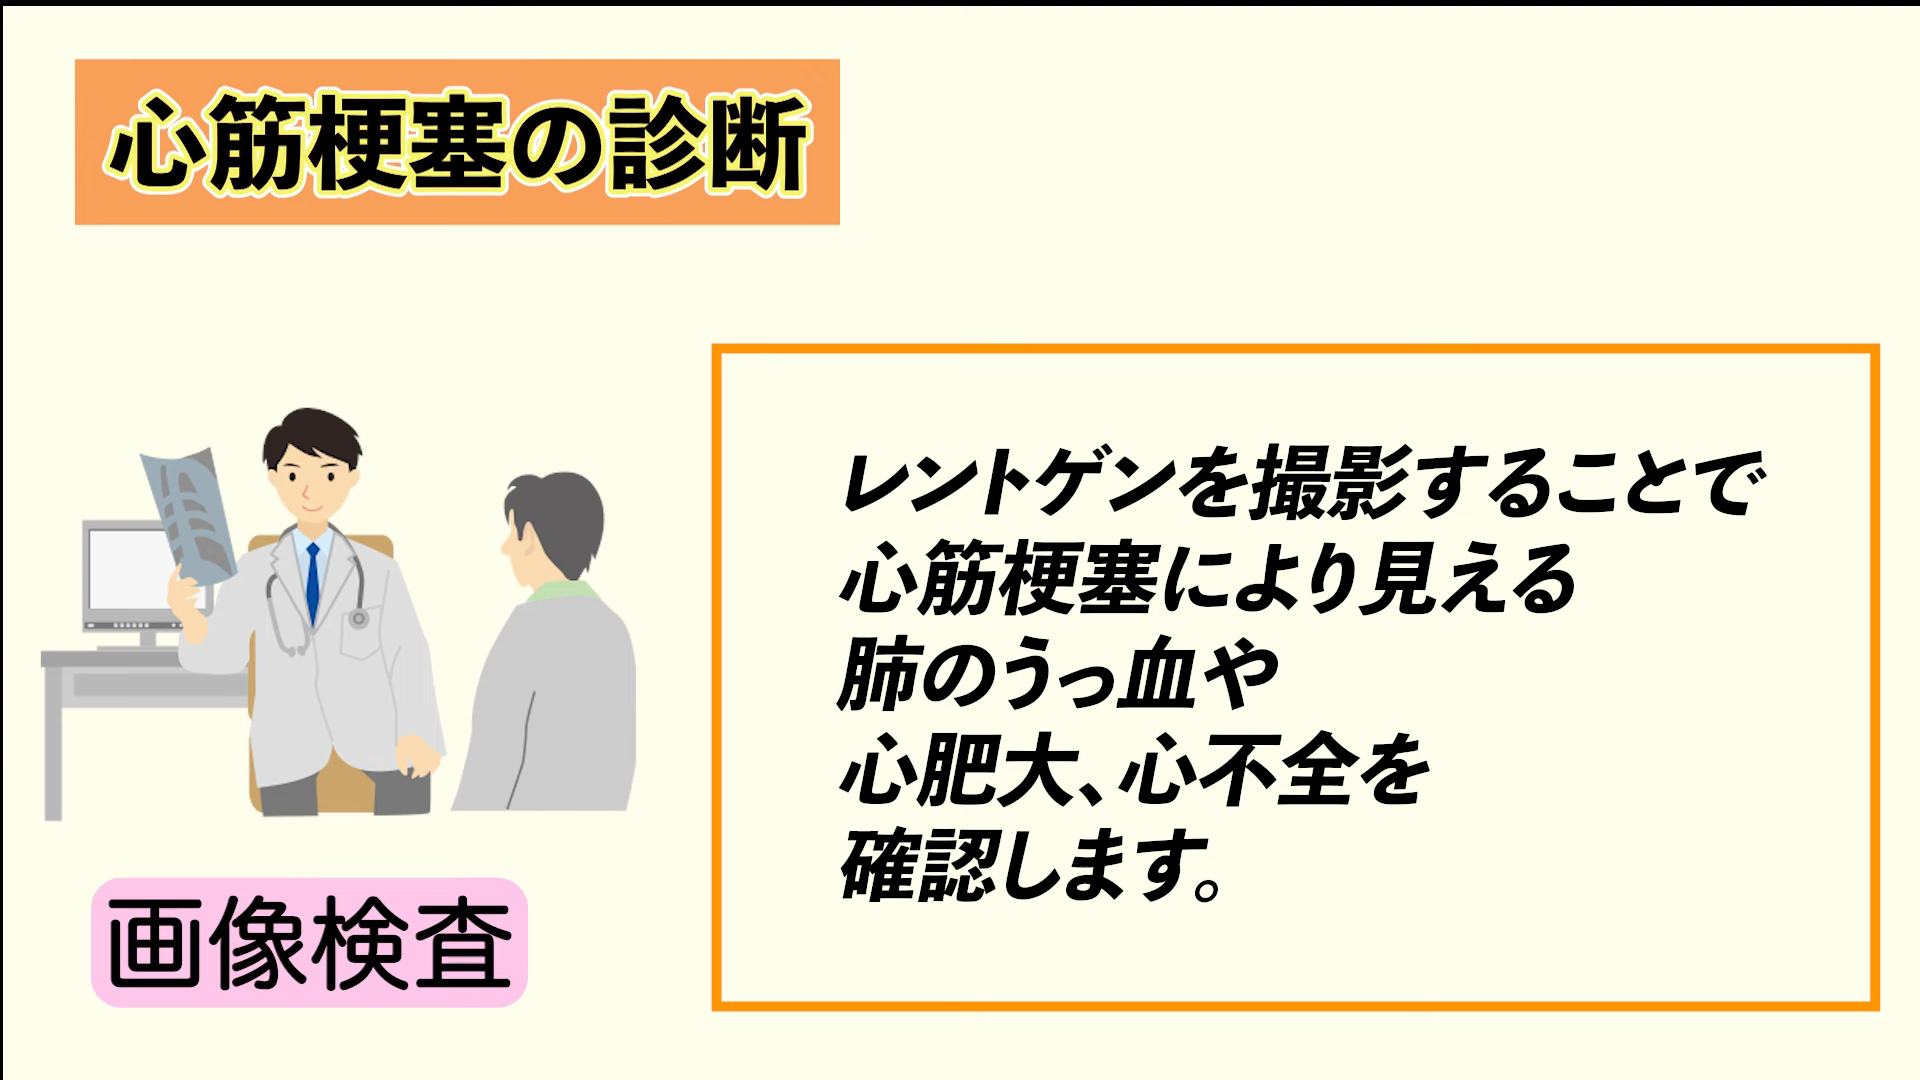 心筋梗塞の診断
レントゲンを撮影することで
心筋梗塞により見える
肺のうっ血や
心肥大、心不全を
確認します。
画像検査